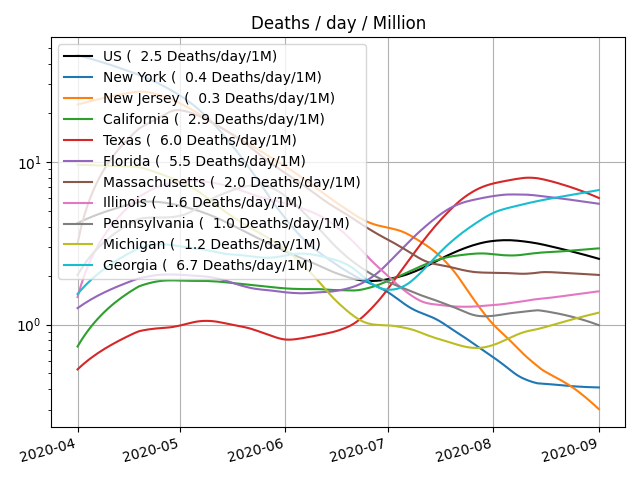 Deaths / day / Million
US (  2.5 Deaths/day/1M)
New York (  0.4 Deaths/day/1M)
New Jersey (  0.3 Deaths/day/1M)
California (  2.9 Deaths/day/1M)
Texas (  6.0 Deaths/day/1M)
Florida (  5.5 Deaths/day/1M)
Massachusetts (  2.0 Deaths/day/1M)
Illinois (  1.6 Deaths/day/1M)
Pennsylvania (  1.0 Deaths/day/1M)
Michigan (  1.2 Deaths/day/1M)
Georgia (  6.7 Deaths/day/1M)
10¹
10⁰
2020-04 2020-05 2020-06 2020-07 2020-08 2020-09